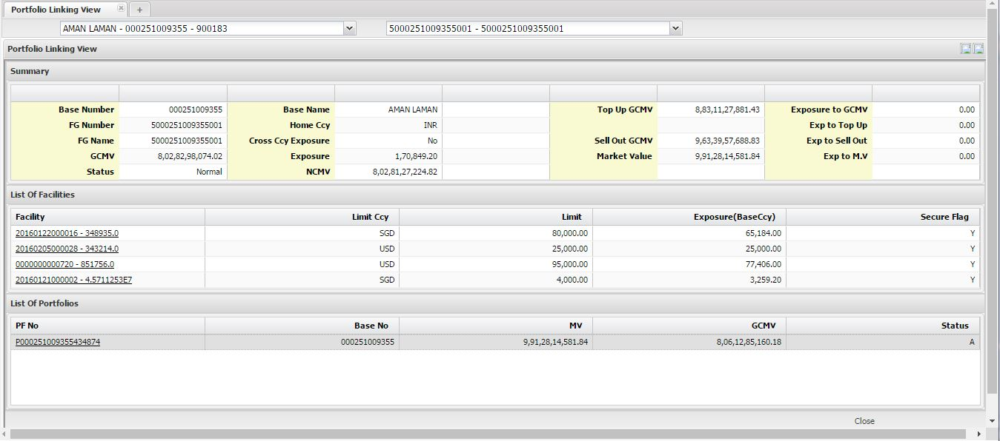 Portfolio Linking View
+
AMAN LAMAN - 000251009355 - 900183 5000251009355001 - 5000251009355001
Portfolio Linking View
Summary
Base Number 000251009355 Base Name AMAN LAMAN Top Up GCMV 8,83,11,27,881.43 Exposure to GCMV 0.00
FG Number 5000251009355001 Home Ccy INR Exp to Top Up 0.00
FG Name 5000251009355001 Cross Ccy Exposure No Sell Out GCMV 9,63,39,57,688.83 Exp to Sell Out 0.00
GCMV 8,02,82,98,074.02 Exposure 1,70,849.20 Market Value 9,91,28,14,581.84 Exp to M.V 0.00
Status Normal NCMV 8,02,81,27,224.82
List Of Facilities
Facility Limit Ccy Limit Exposure(BaseCcy) Secure Flag
20160122000016 - 348935.0 SGD 80,000.00 65,184.00 Y
20160205000028 - 343214.0 USD 25,000.00 25,000.00 Y
0000000000720 - 851756.0 USD 95,000.00 77,406.00 Y
20160121000002 - 4.5711253E7 SGD 4,000.00 3,259.20 Y
List Of Portfolios
PF No Base No MV GCMV Status
P000251009355434874 000251009355 9,91,28,14,581.84 8,06,12,85,160.18 A
Close